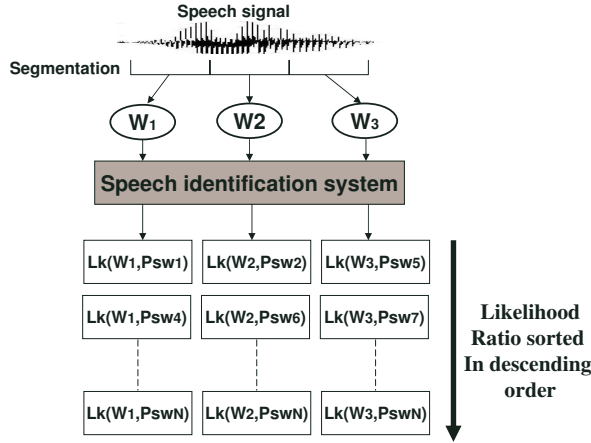 Speech signal
Segmentation
W1 W2 W3
Speech identification system
Lk(W1,Psw1) Lk(W2,Psw2) Lk(W3,Psw5)
Lk(W1,Psw4) Lk(W2,Psw6) Lk(W3,Psw7)
Lk(W1,PswN) Lk(W2,PswN) Lk(W3,PswN)
Likelihood
Ratio sorted
In descending
order